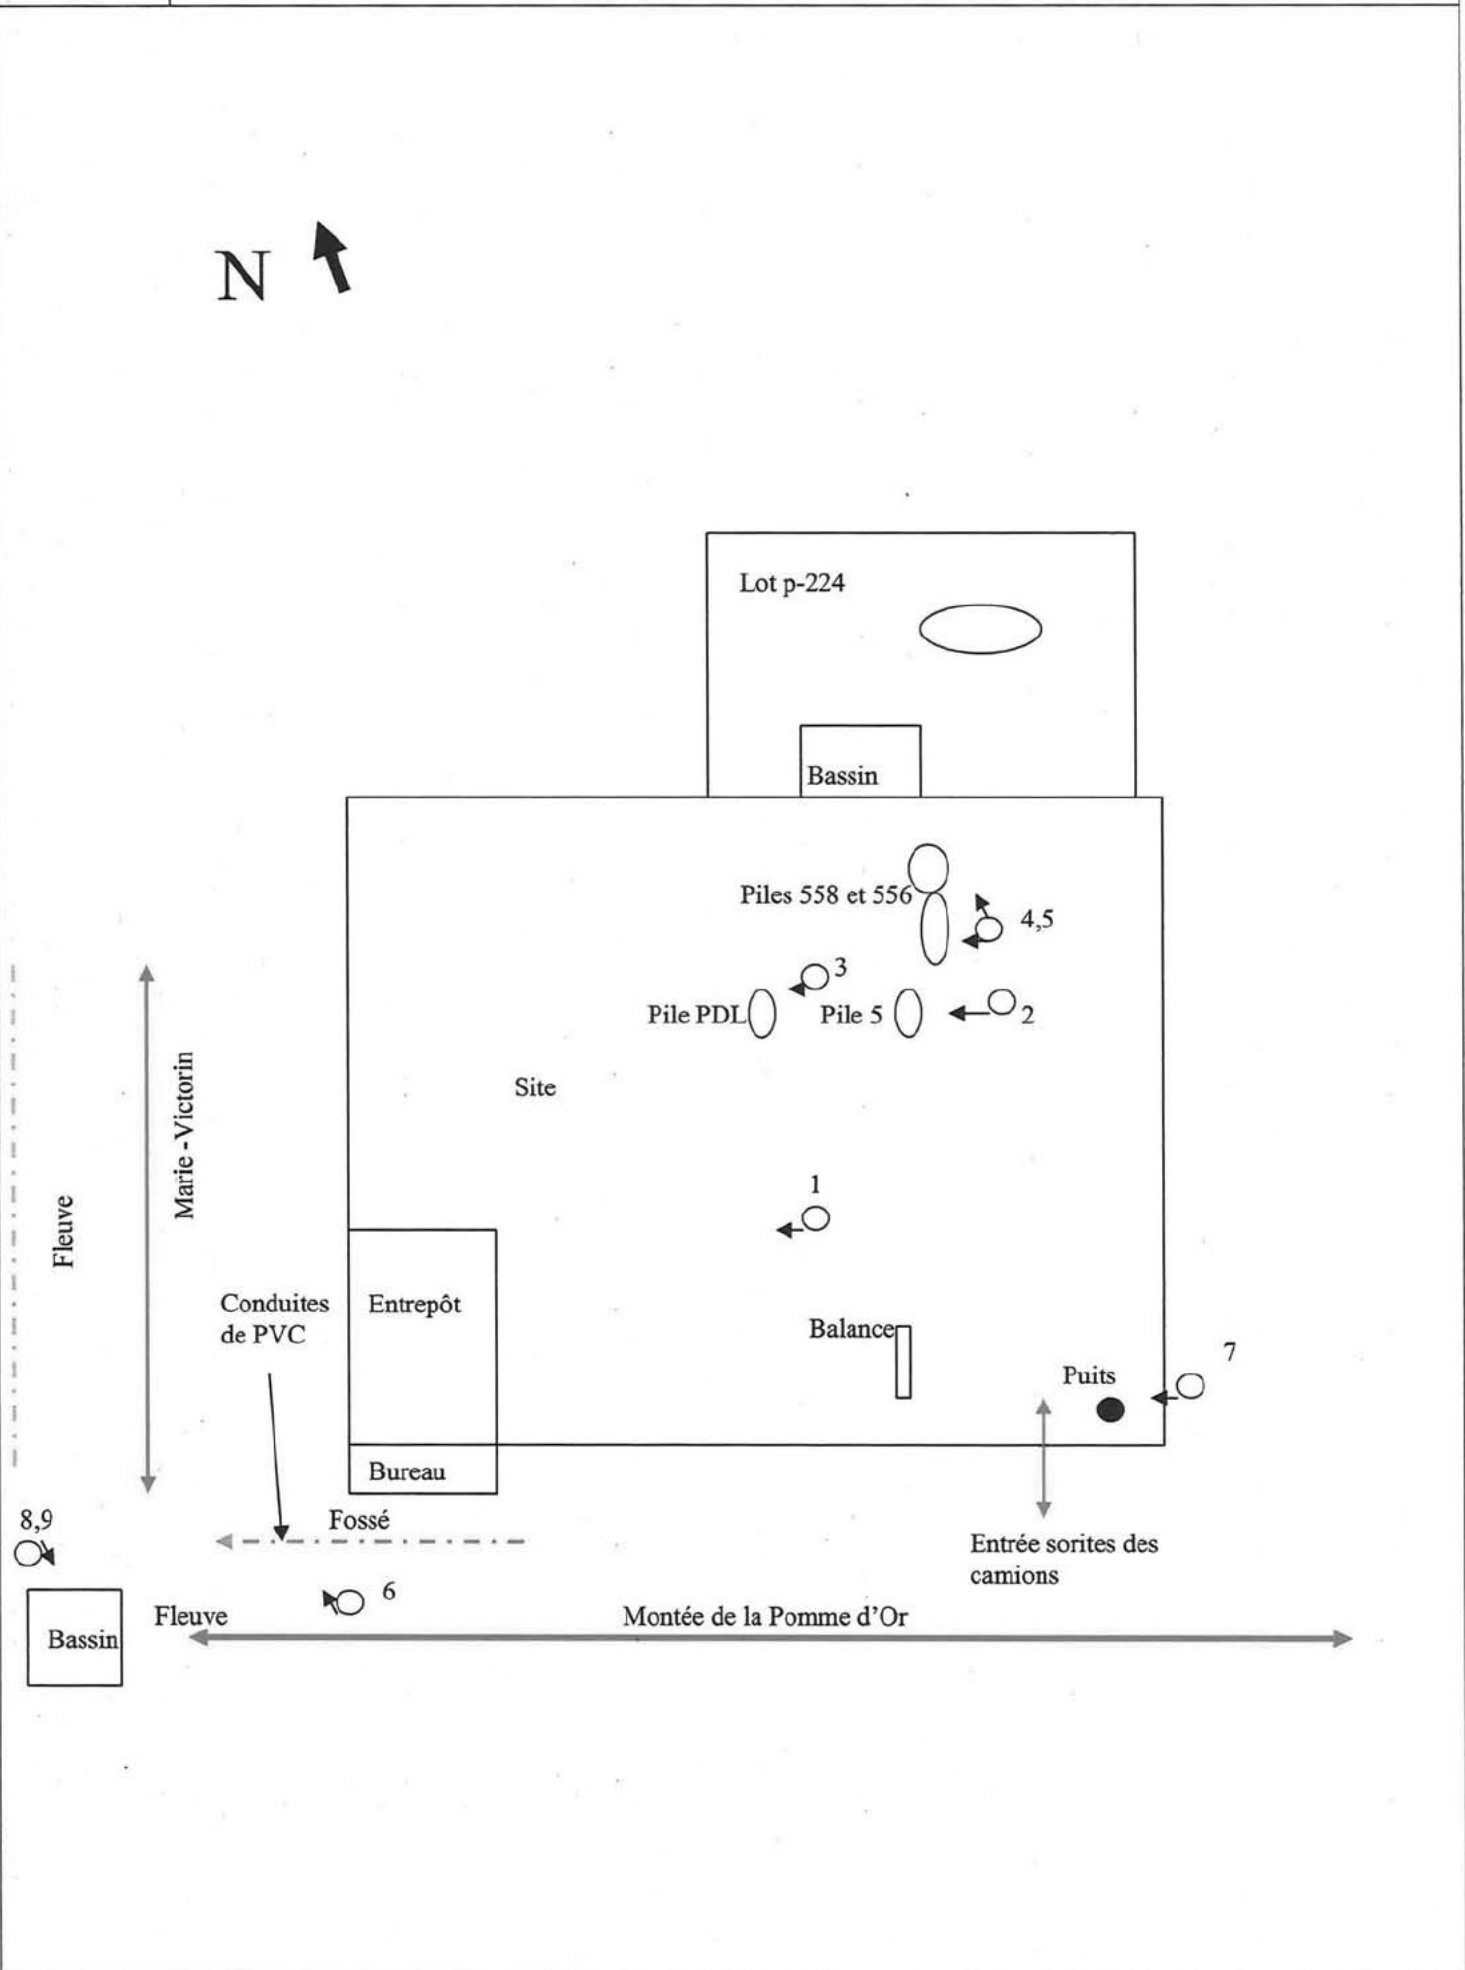 N
Lot p-224
Bassin
Piles 558 et 556
4,5
3
Pile PDL
Pile 5
2
Site
Marie - Victorin
Fleuve
1
Conduites
de PVC
Entrepôt
Balance
7
Puits
Bureau
8,9
Fossé
Entrée sorites des
camions
6
Fleuve
Montée de la Pomme d'Or
Bassin